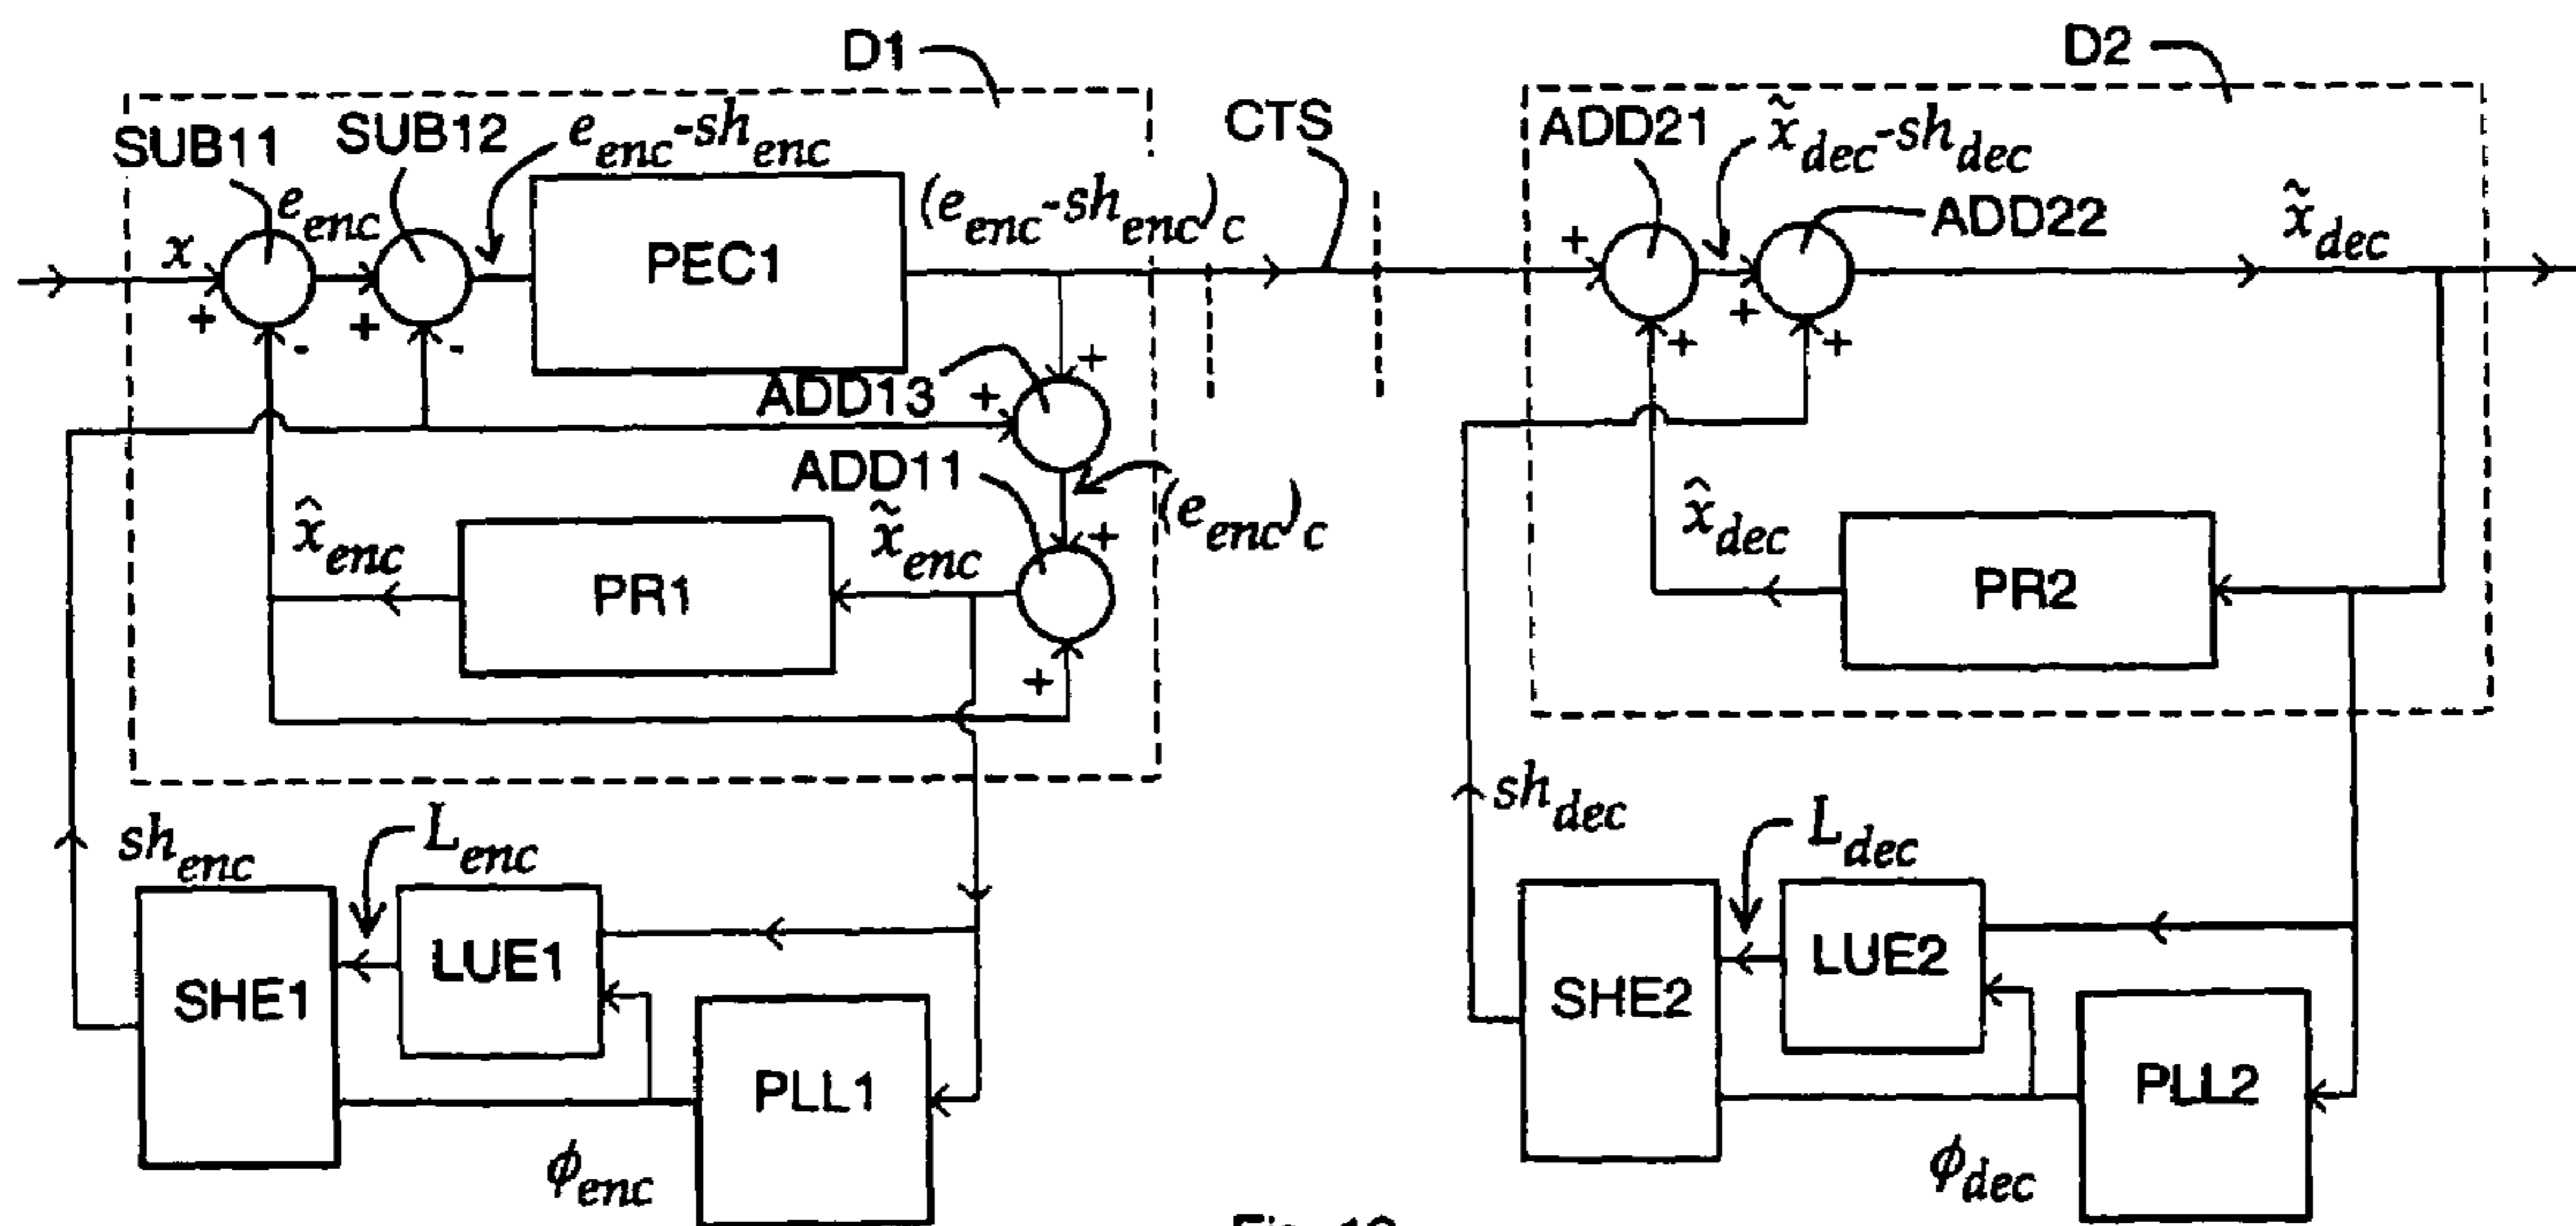 D1
D2
SUB11
SUB12
e_enc-sh_enc
CTS
ADD21
x̃_dec-sh_dec
e_enc
x
PEC1
(e_enc-sh_enc)_c
ADD22
x̃_dec
+
-
+
-
+
+
+
+
+
ADD13
+
+
ADD11
(e_enc)_c
x̂_enc
PR1
x̃_enc
+
+
x̂_dec
PR2
sh_enc
L_enc
sh_dec
L_dec
SHE1
LUE1
PLL1
ϕ_enc
SHE2
LUE2
PLL2
ϕ_dec